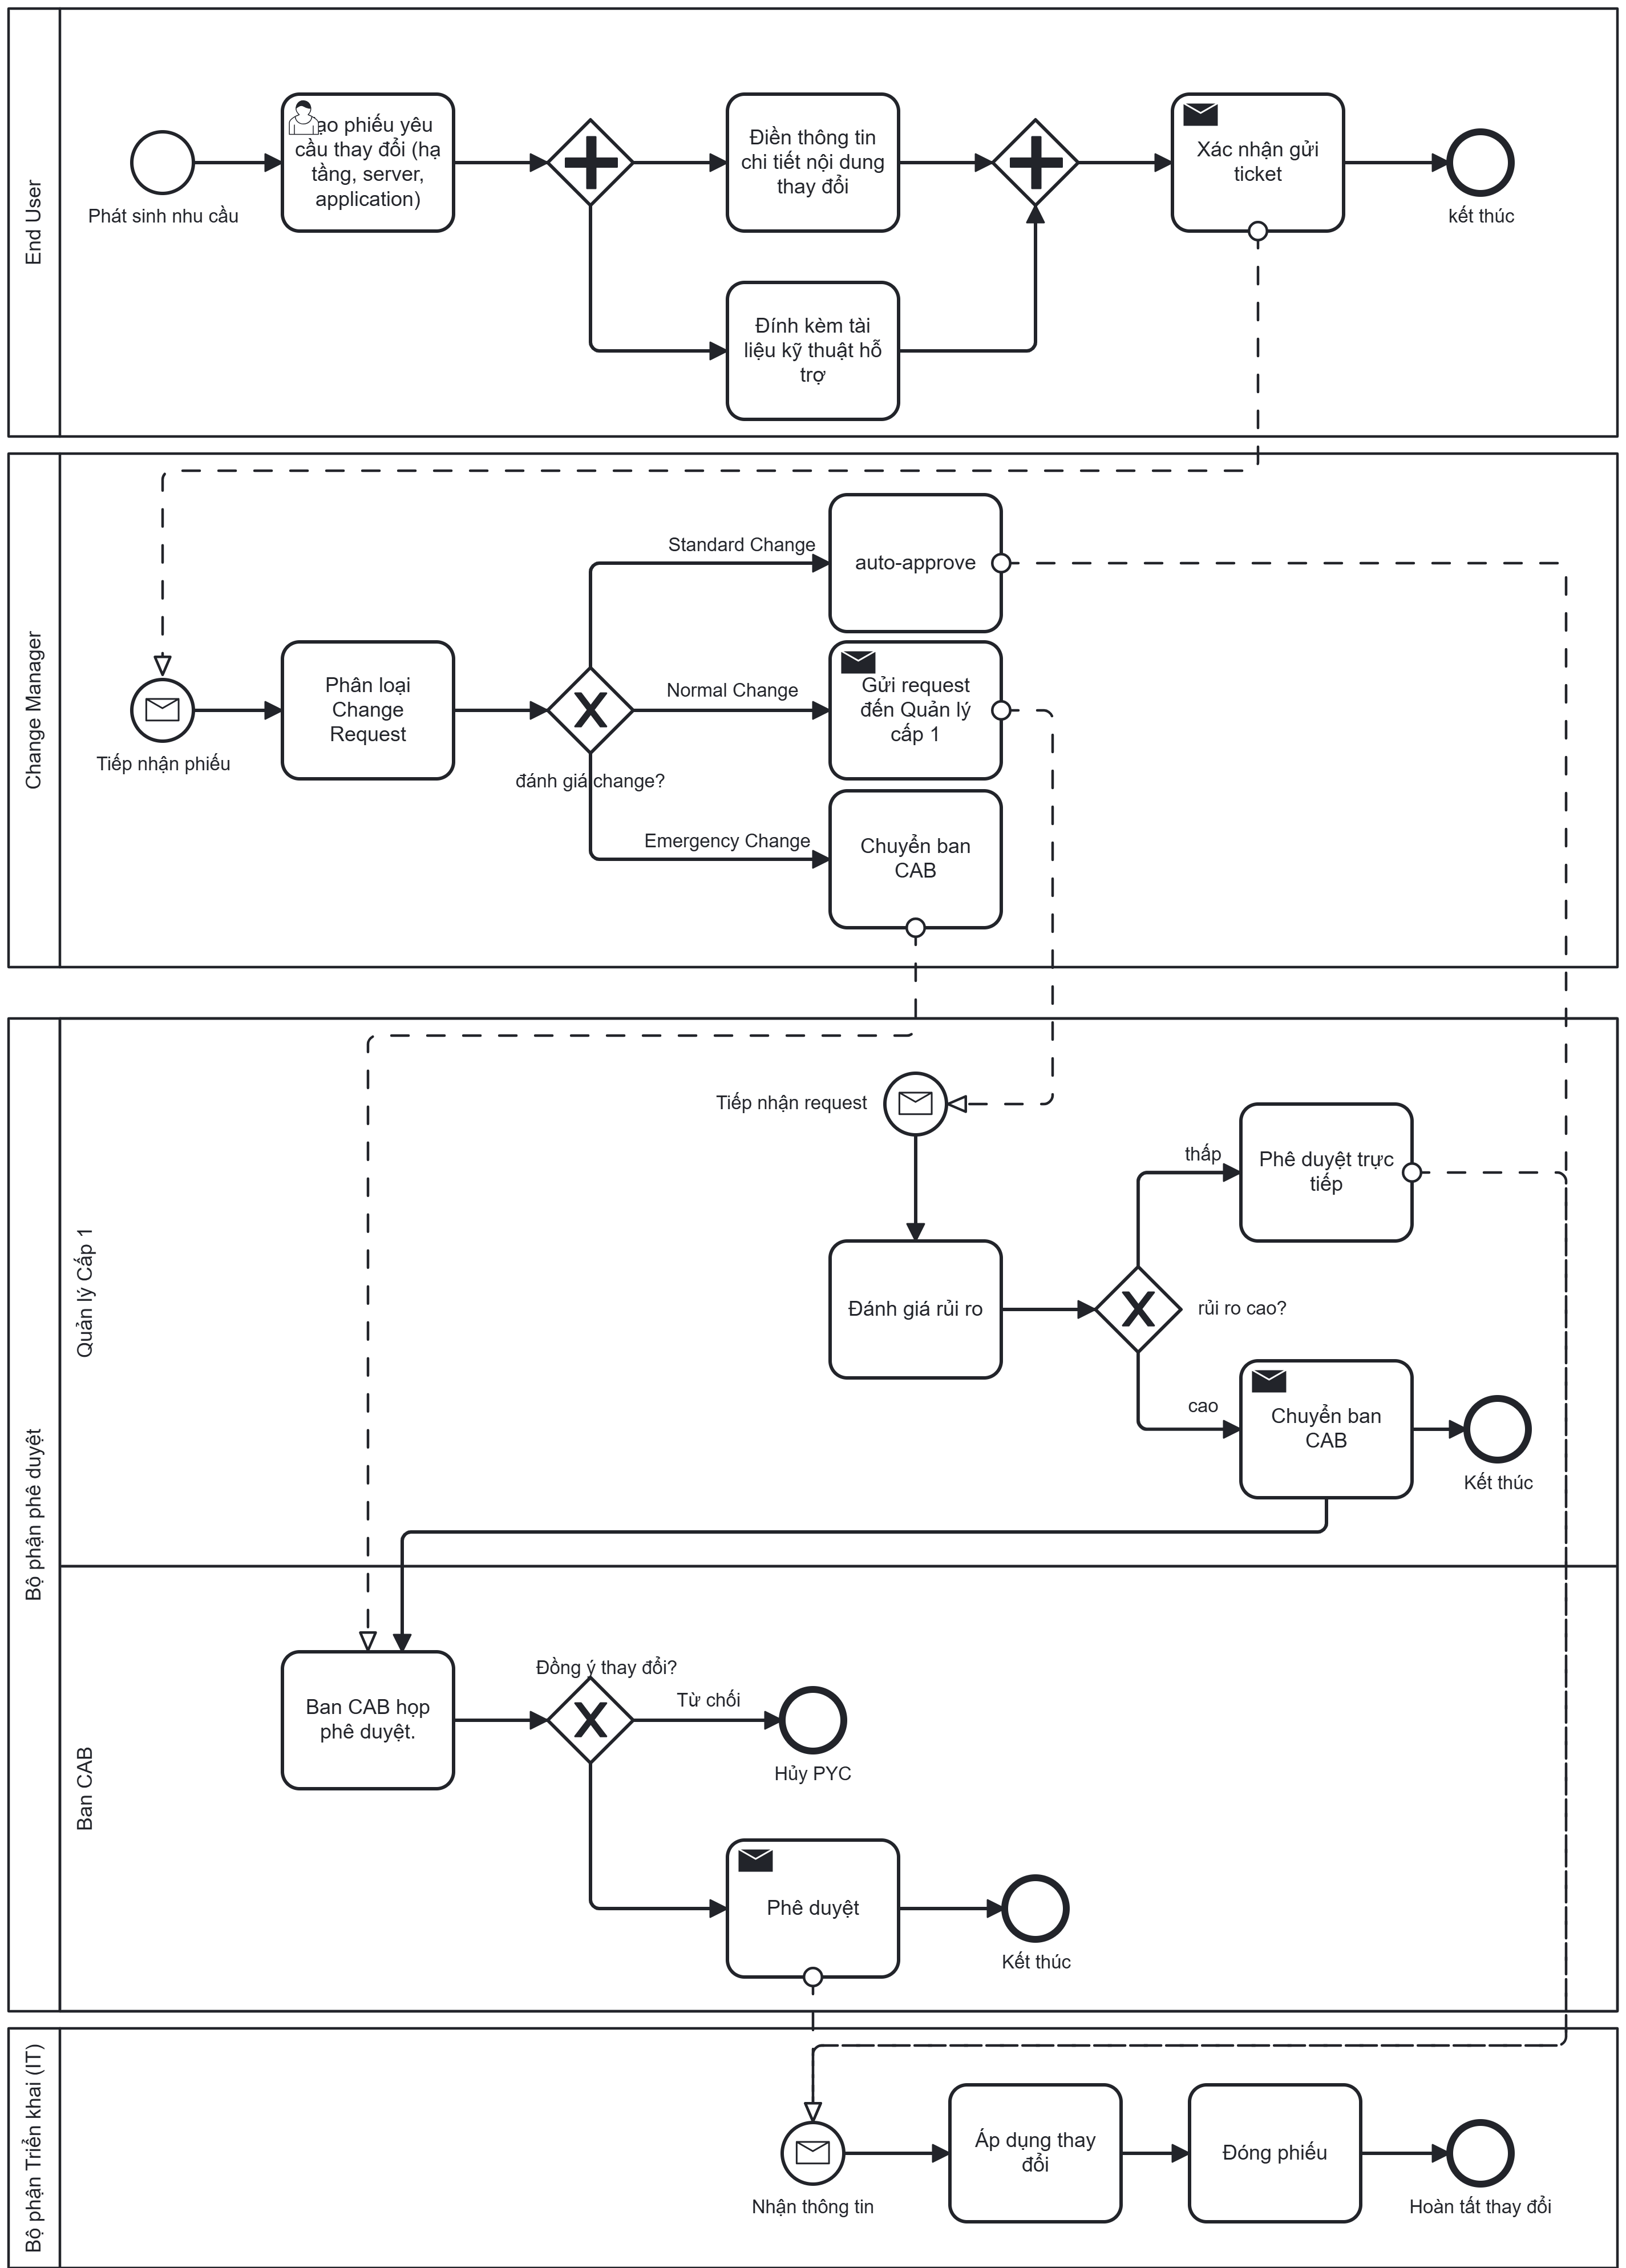 End User
Phát sinh nhu cầu
ạo phiếu yêu
cầu thay đổi (hạ
tầng, server,
application)
Điền thông tin
chi tiết nội dung
thay đổi
Đính kèm tài
liệu kỹ thuật hỗ
trợ
Xác nhận gửi
ticket
kết thúc
Change Manager
Tiếp nhận phiếu
Phân loại
Change
Request
đánh giá change?
Standard Change
auto-approve
Normal Change
Gửi request
đến Quản lý
cấp 1
Emergency Change
Chuyển ban
CAB
Bộ phận phê duyệt
Quản lý Cấp 1
Tiếp nhận request
Đánh giá rủi ro
rủi ro cao?
thấp
Phê duyệt trực
tiếp
cao
Chuyển ban
CAB
Kết thúc
Ban CAB
Ban CAB họp
phê duyệt.
Đồng ý thay đổi?
Từ chối
Hủy PYC
Phê duyệt
Kết thúc
Bộ phận Triển khai (IT)
Nhận thông tin
Áp dụng thay
đổi
Đóng phiếu
Hoàn tất thay đổi